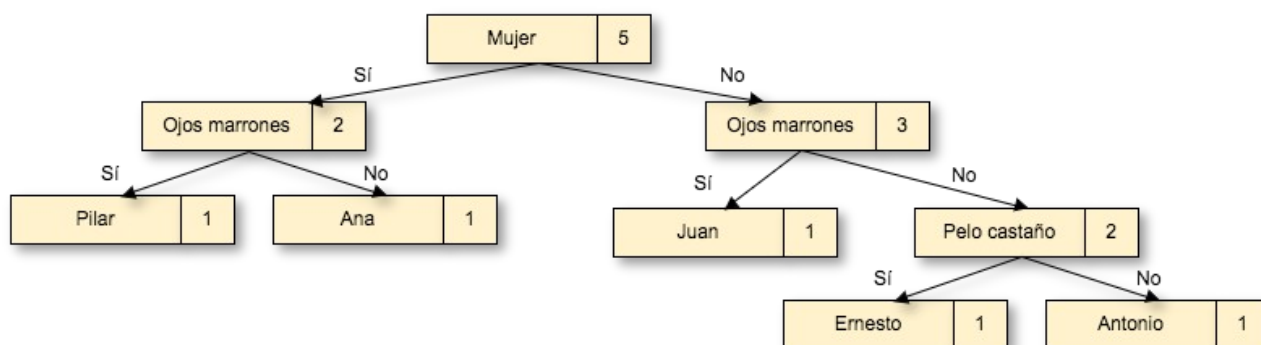 Mujer 5
Sí No
Ojos marrones 2 Ojos marrones 3
Sí No Sí No
Pilar 1 Ana 1 Juan 1 Pelo castaño 2
Sí No
Ernesto 1 Antonio 1